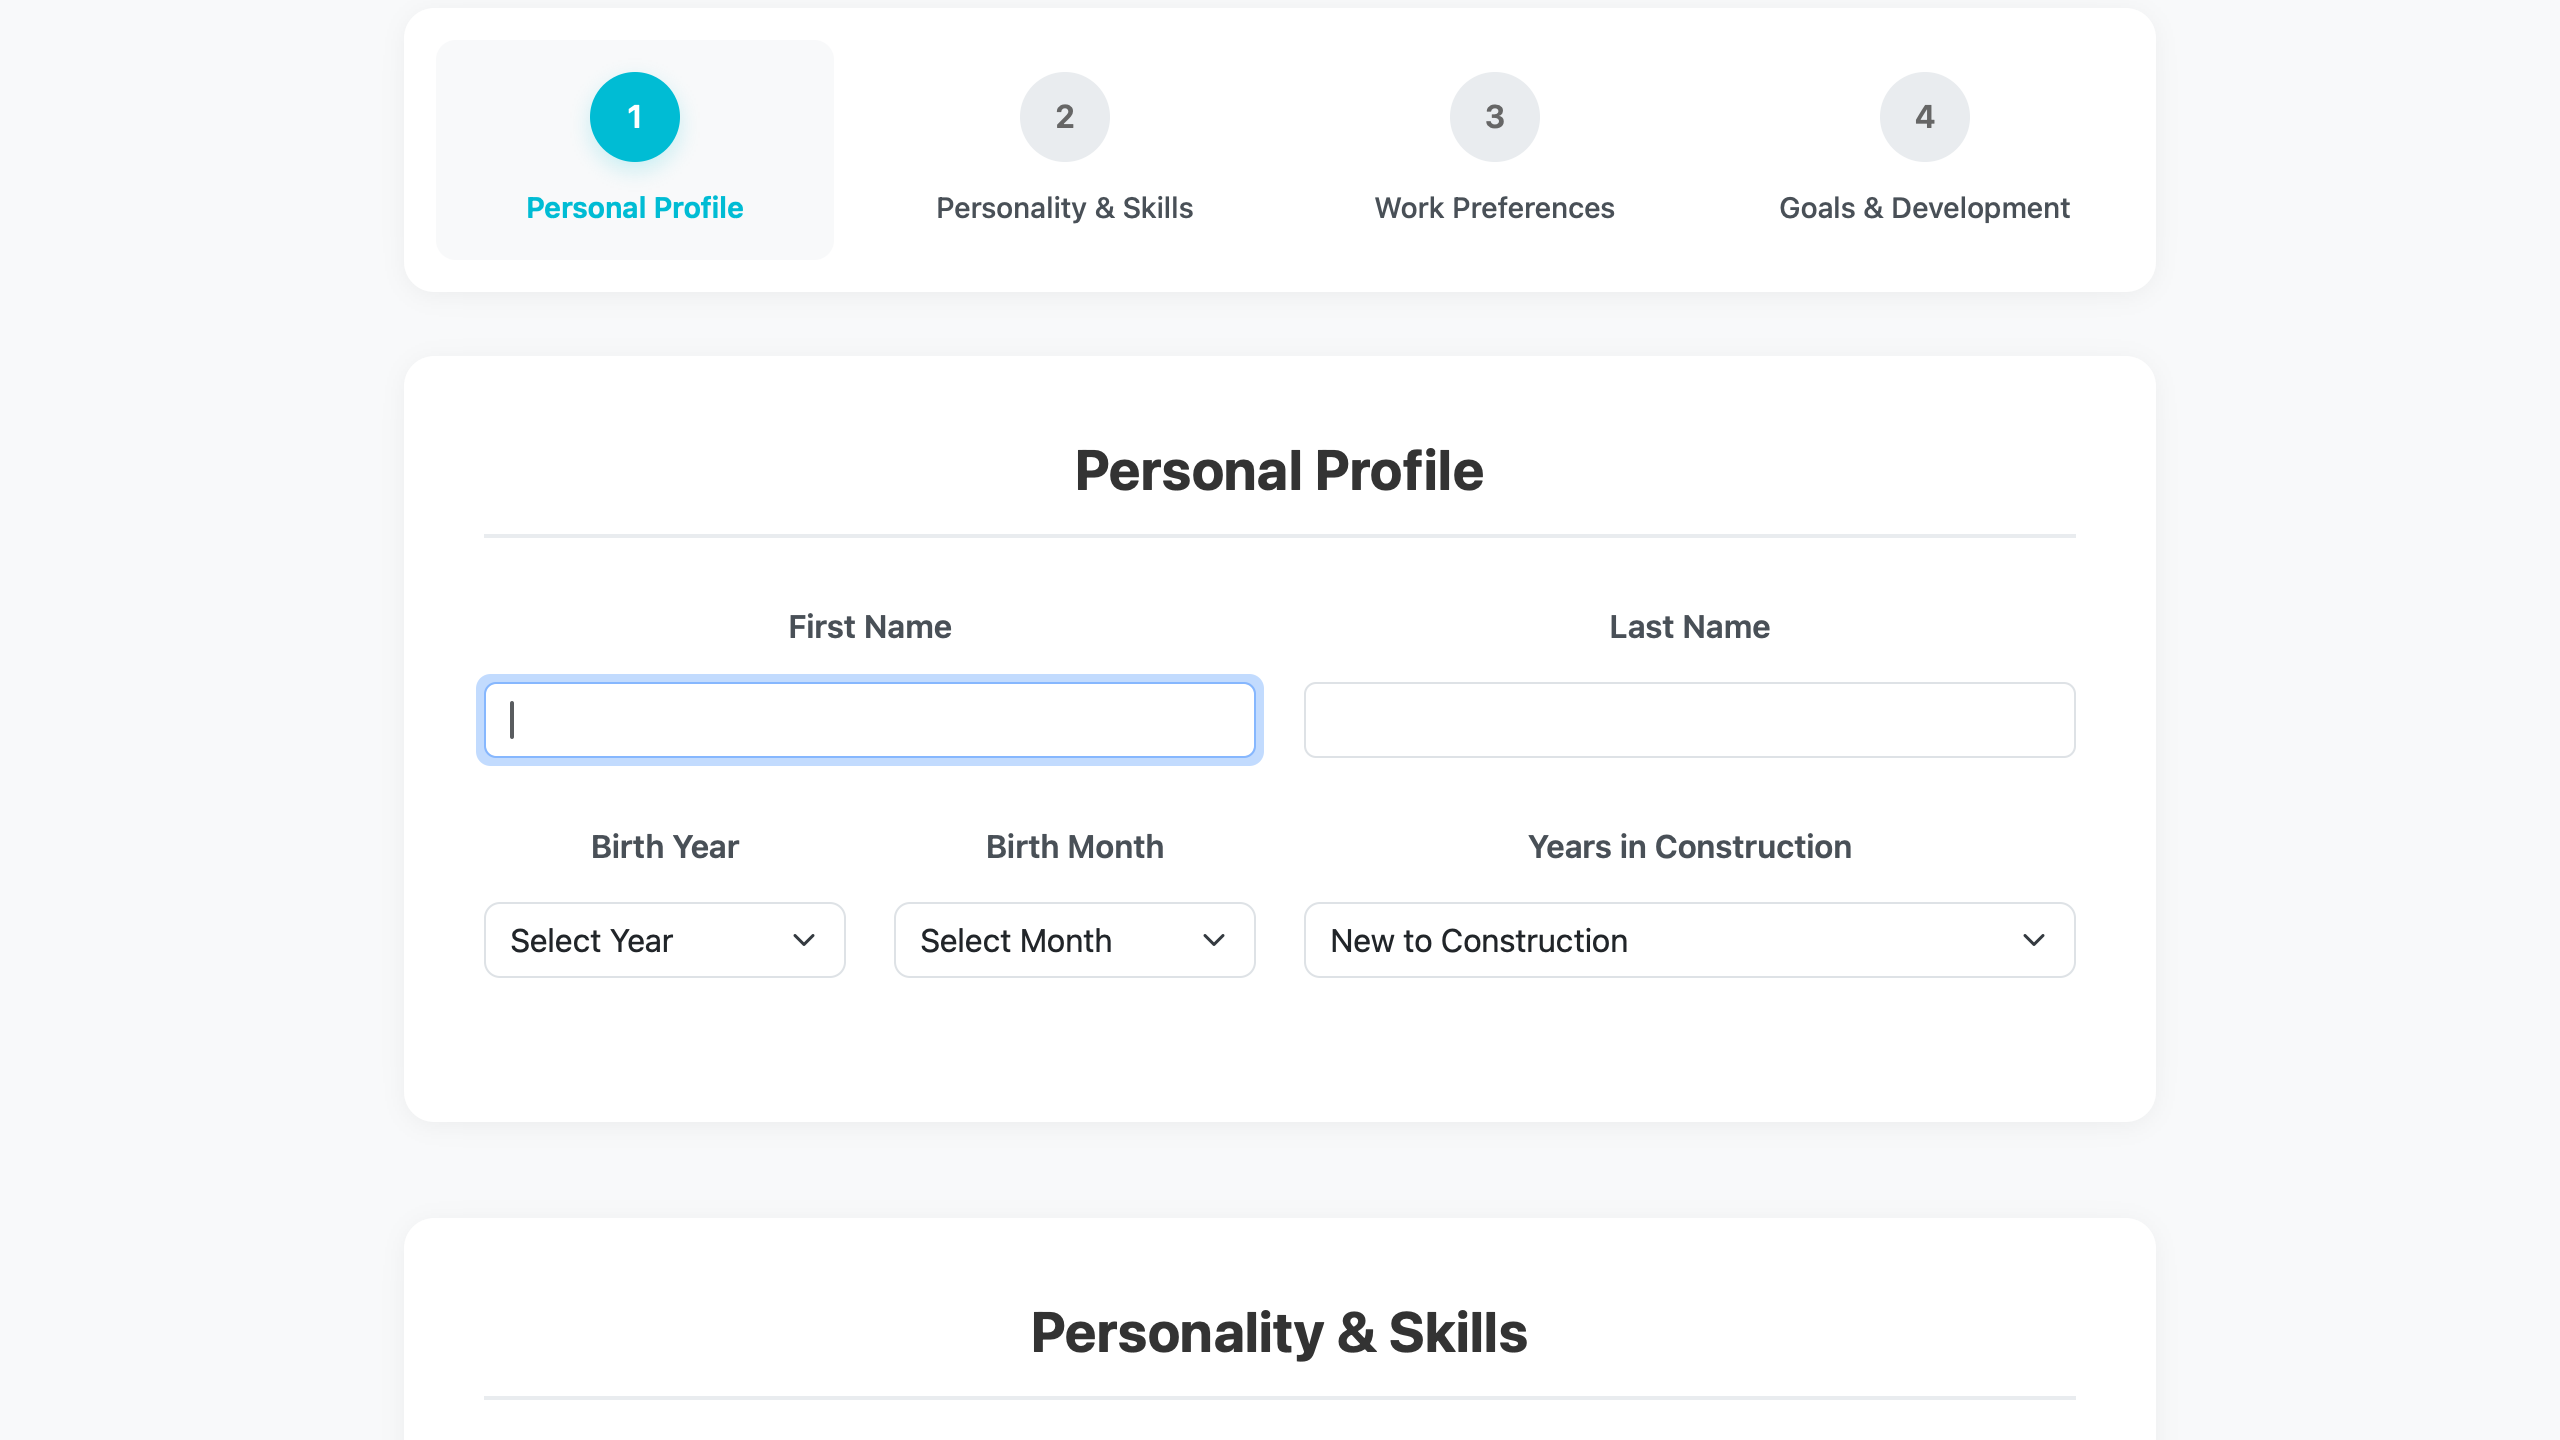 1
2
3
4
Personal Profile
Personality & Skills
Work Preferences
Goals & Development
Personal Profile
First Name
Last Name
Birth Year
Birth Month
Years in Construction
Select Year
Select Month
New to Construction
Personality & Skills